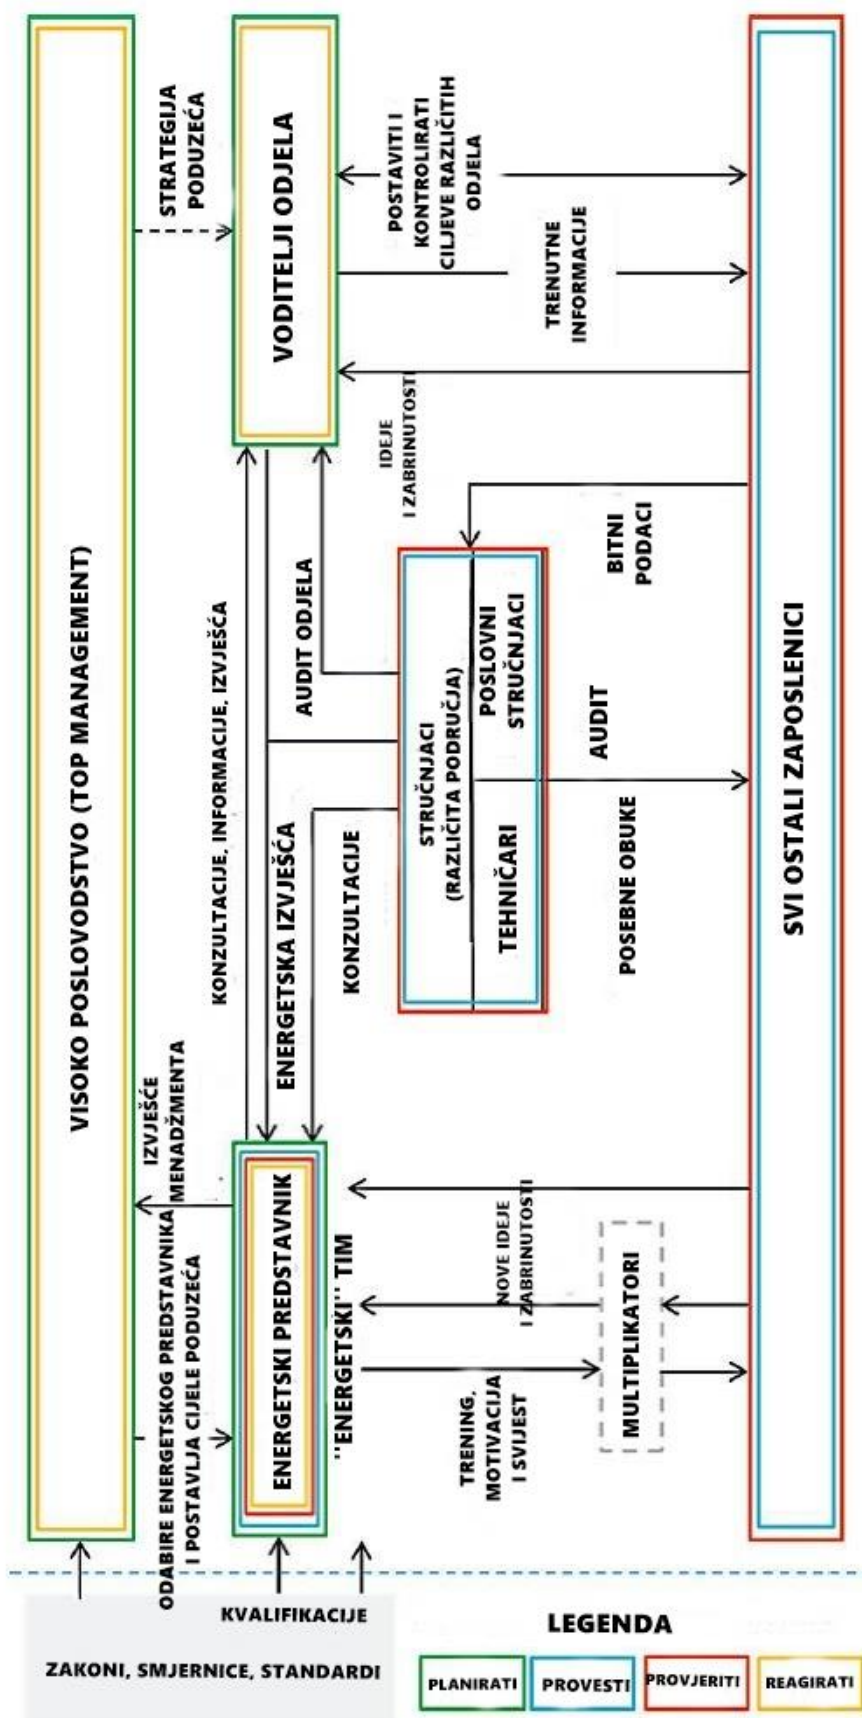 VISOKO POSLOVODSTVO (TOP MANAGEMENT)
STRATEGIJA
PODUZEĆA
VODITELJI ODJELA
POSTAVITI I
KONTROLIRATI
CILJEVE RAZLIČITIH
ODJELA
TRENUTNE
INFORMACIJE
IDEJE
I ZABRINUTOSTI
KONZULTACIJE, INFORMACIJE, IZVJEŠĆA
AUDIT ODJELA
ENERGETSKA IZVJEŠĆA
KONZULTACIJE
STRUČNJACI
(RAZLIČITA PODRUČJA)
POSLOVNI
STRUČNJACI
TEHNIČARI
BITNI
PODACI
AUDIT
POSEBNE OBUKE
SVI OSTALI ZAPOSLENICI
IZVJEŠĆE
MENADŽMENTA
ODABIRE ENERGETSKOG PREDSTAVNIKA
I POSTAVLJA CIJELE PODUZEĆA
ENERGETSKI PREDSTAVNIK
"ENERGETSKI" TIM
NOVE IDEJE
I ZABRINUTOSTI
TRENING,
MOTIVACIJA
I SVIJEST
MULTIPLIKATORI
KVALIFIKACIJE
ZAKONI, SMJERNICE, STANDARDI
LEGENDA
PLANIRATI
PROVESTI
PROVJERITI
REAGIRATI